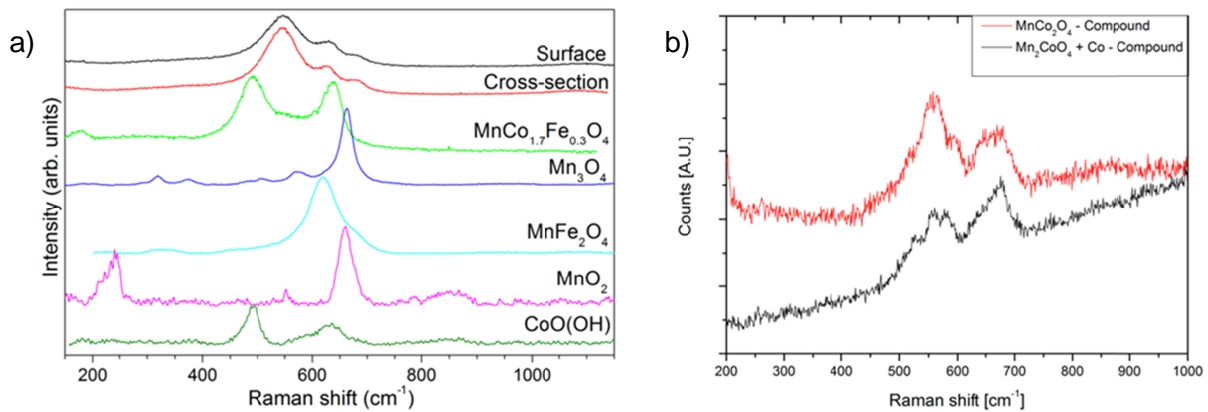 a)
Surface
Cross-section
MnCo₁.₇Fe₀.₃O₄
Mn₃O₄
MnFe₂O₄
MnO₂
CoO(OH)
Intensity (arb. units)
200 400 600 800 1000
Raman shift (cm⁻¹)
b)
MnCo₂O₄ - Compound
Mn₂CoO₄ + Co - Compound
Counts [A.U.]
200 300 400 500 600 700 800 900 1000
Raman shift [cm⁻¹]